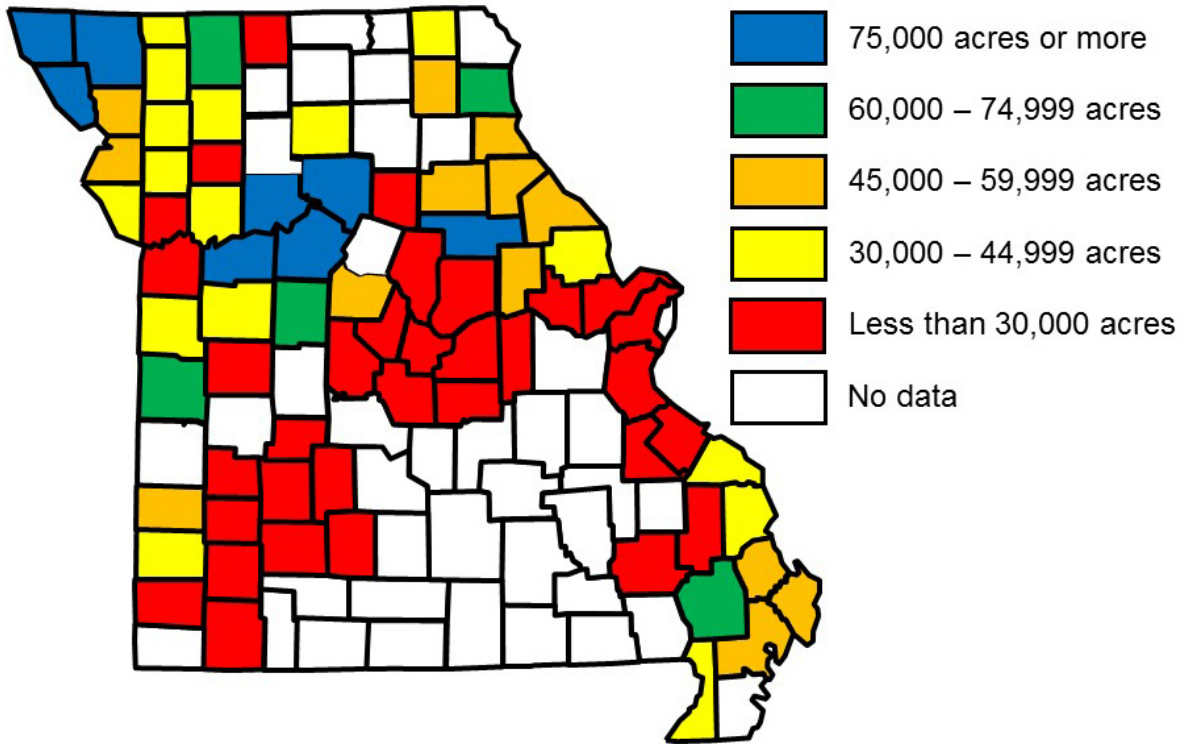 75,000 acres or more
60,000 – 74,999 acres
45,000 – 59,999 acres
30,000 – 44,999 acres
Less than 30,000 acres
No data